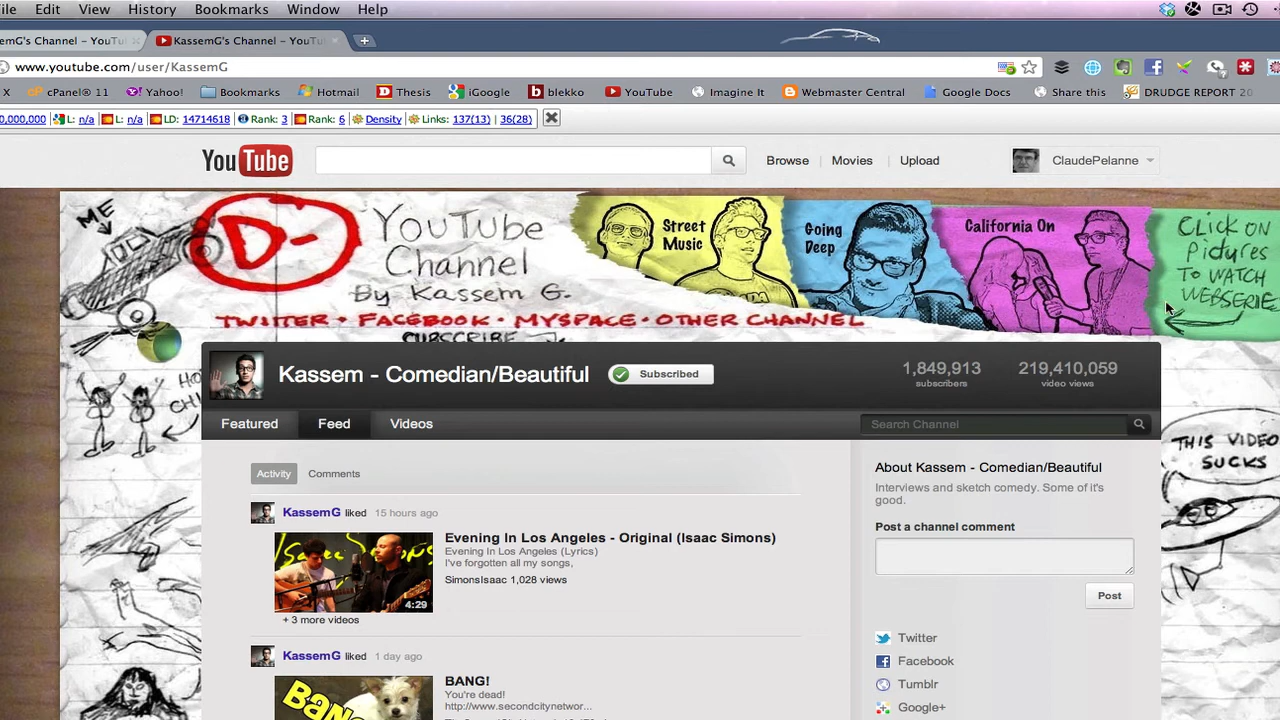 ile Edit View History Bookmarks Window Help
emG's Channel – YouTu
KassemG's Channel – YouTu
www.youtube.com/user/KassemG
X cPanel® 11 Yahoo! Bookmarks Hotmail Thesis iGoogle blekko YouTube Imagine It Webmaster Central Google Docs Share this DRUDGE REPORT 20
0,000,000 L: n/a L: n/a LD: 14714618 Rank: 3 Rank: 6 Density Links: 137(13) | 36(28)
YouTube
Browse Movies Upload ClaudePelanne
ME
D-
YouTube
Channel
By Kassem G.
TWITTER • FACEBOOK • MYSPACE • OTHER CHANNEL
SUBSCRIBE
Street
Music
Going
Deep
California On
CLICK ON
Pictures
TO WATCH
WEBSERIE
Kassem - Comedian/Beautiful
Subscribed
1,849,913
subscribers
219,410,059
video views
Featured Feed Videos
Search Channel
THIS VIDEO
SUCKS
Activity Comments
KassemG liked 15 hours ago
Evening In Los Angeles - Original (Isaac Simons)
Evening In Los Angeles (Lyrics)
I've forgotten all my songs,
SimonsIsaac 1,028 views
4:29
+ 3 more videos
KassemG liked 1 day ago
BANG!
You're dead!
http://www.secondcitynetwor...
About Kassem - Comedian/Beautiful
Interviews and sketch comedy. Some of it's
good.
Post a channel comment
Post
Twitter
Facebook
Tumblr
Google+